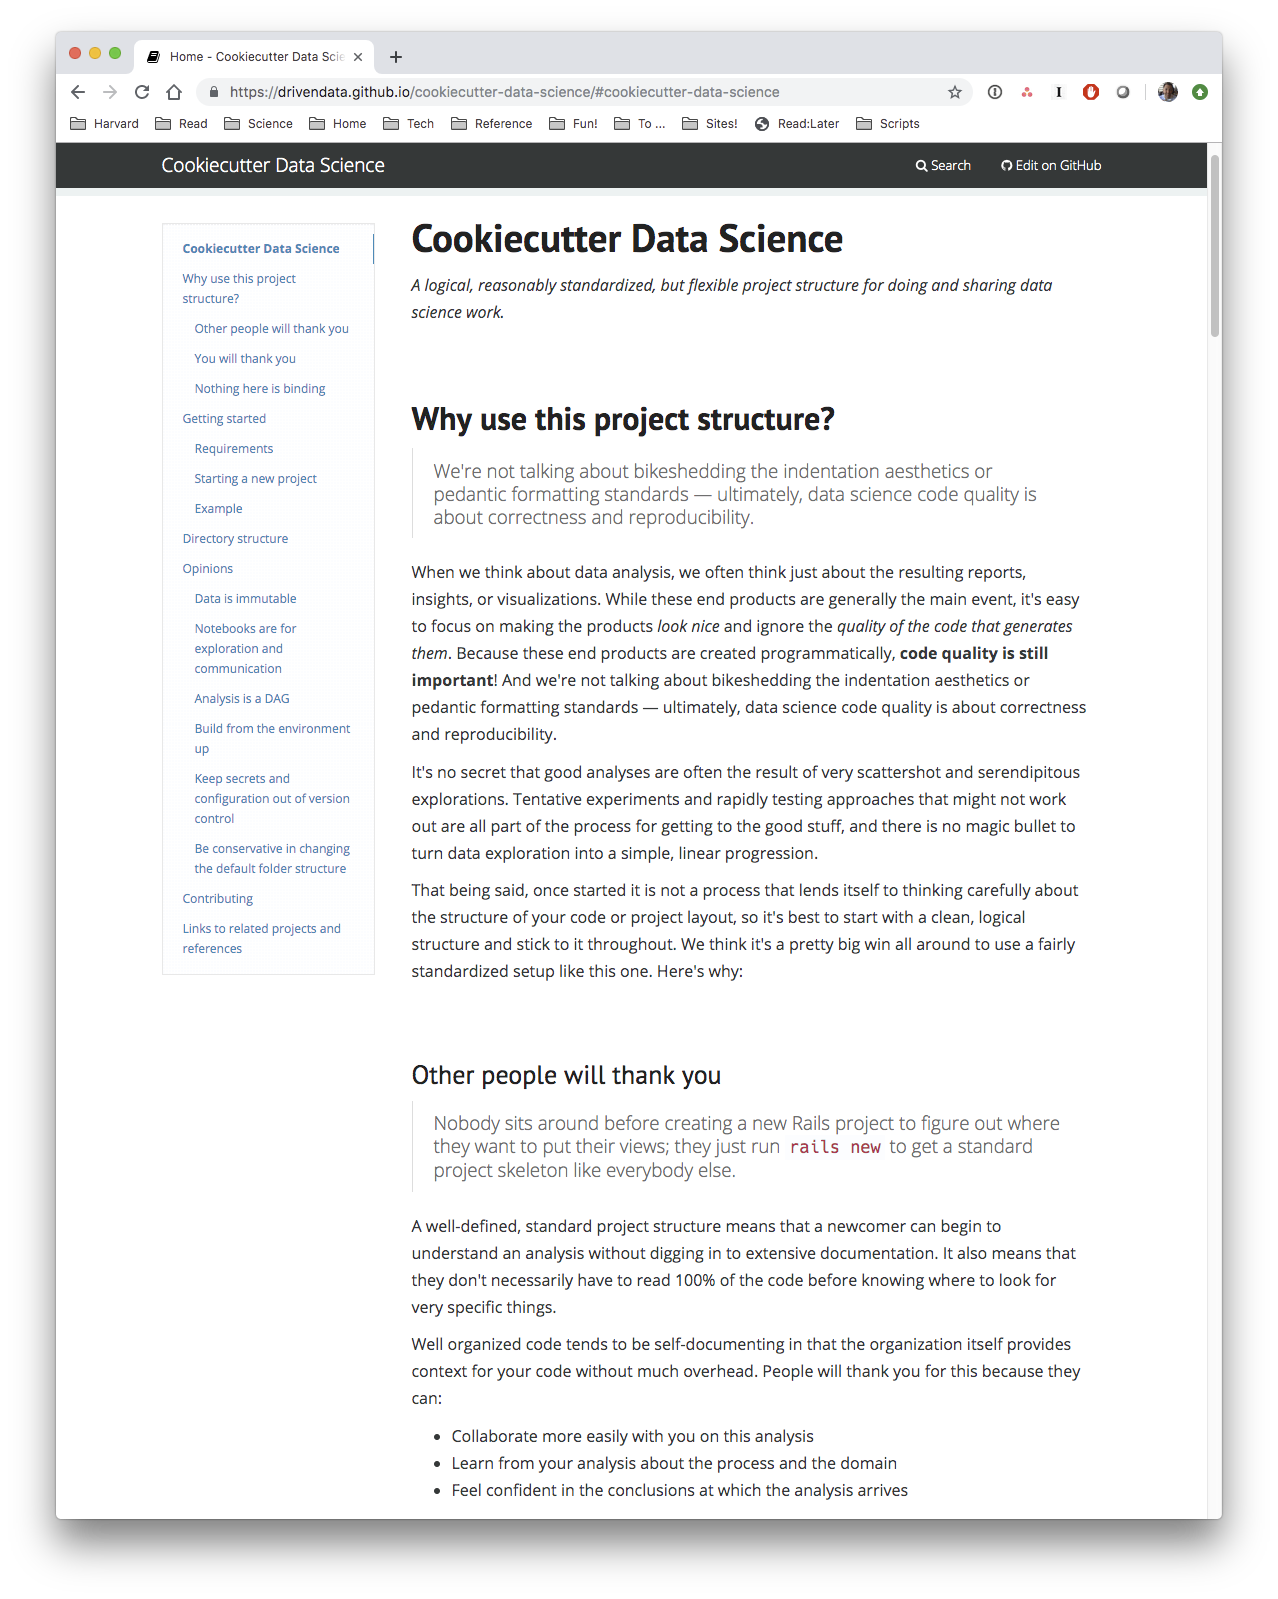 Home - Cookiecutter Data Scie
https://drivendata.github.io/cookiecutter-data-science/#cookiecutter-data-science
Harvard Read Science Home Tech Reference Fun! To ... Sites! Read:Later Scripts
Cookiecutter Data Science Search Edit on GitHub
Cookiecutter Data Science
Why use this project
structure?
Other people will thank you
You will thank you
Nothing here is binding
Getting started
Requirements
Starting a new project
Example
Directory structure
Opinions
Data is immutable
Notebooks are for
exploration and
communication
Analysis is a DAG
Build from the environment
up
Keep secrets and
configuration out of version
control
Be conservative in changing
the default folder structure
Contributing
Links to related projects and
references
Cookiecutter Data Science
A logical, reasonably standardized, but flexible project structure for doing and sharing data
science work.
Why use this project structure?
We're not talking about bikeshedding the indentation aesthetics or
pedantic formatting standards — ultimately, data science code quality is
about correctness and reproducibility.
When we think about data analysis, we often think just about the resulting reports,
insights, or visualizations. While these end products are generally the main event, it's easy
to focus on making the products look nice and ignore the quality of the code that generates
them. Because these end products are created programmatically, code quality is still
important! And we're not talking about bikeshedding the indentation aesthetics or
pedantic formatting standards — ultimately, data science code quality is about correctness
and reproducibility.
It's no secret that good analyses are often the result of very scattershot and serendipitous
explorations. Tentative experiments and rapidly testing approaches that might not work
out are all part of the process for getting to the good stuff, and there is no magic bullet to
turn data exploration into a simple, linear progression.
That being said, once started it is not a process that lends itself to thinking carefully about
the structure of your code or project layout, so it's best to start with a clean, logical
structure and stick to it throughout. We think it's a pretty big win all around to use a fairly
standardized setup like this one. Here's why:
Other people will thank you
Nobody sits around before creating a new Rails project to figure out where
they want to put their views; they just run rails new to get a standard
project skeleton like everybody else.
A well-defined, standard project structure means that a newcomer can begin to
understand an analysis without digging in to extensive documentation. It also means that
they don't necessarily have to read 100% of the code before knowing where to look for
very specific things.
Well organized code tends to be self-documenting in that the organization itself provides
context for your code without much overhead. People will thank you for this because they
can:
• Collaborate more easily with you on this analysis
• Learn from your analysis about the process and the domain
• Feel confident in the conclusions at which the analysis arrives